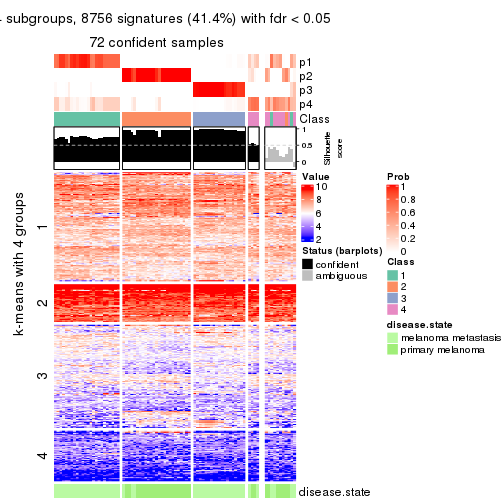 subgroups, 8756 signatures (41.4%) with fdr < 0.05
72 confident samples
p1
p2
p3
p4
Class
1
0.5
0
Silhouette
score
k-means with 4 groups
1
2
3
4
disease.state
Value
10
8
6
4
2
Status (barplots)
confident
ambiguous
Prob
1
0.8
0.6
0.4
0.2
0
Class
1
2
3
4
disease.state
melanoma metastasis
primary melanoma